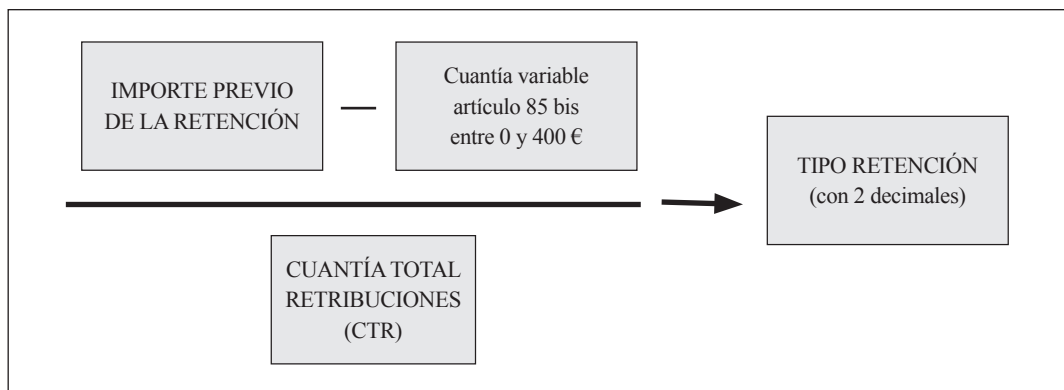 IMPORTE PREVIO
DE LA RETENCIÓN
—
Cuantía variable
artículo 85 bis
entre 0 y 400 €
TIPO RETENCIÓN
(con 2 decimales)
CUANTÍA TOTAL
RETRIBUCIONES
(CTR)